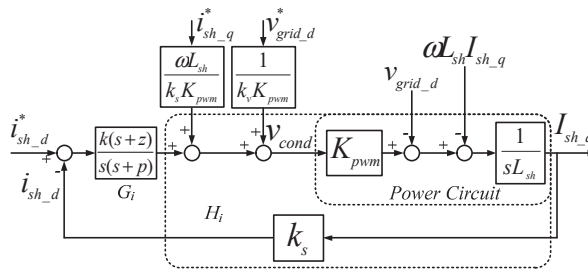 i*sh_q
v*grid_d
ωLsh
ksKpwm
1
kvKpwm
ωLshIsh_q
vgrid_d
i*sh_d
+
-
k(s+z)
s(s+p)
Gi
+
+
+
+
vcond
Kpwm
+
-
+
-
1
sLsh
Ish_d
ish_d
Hi
Power Circuit
ks